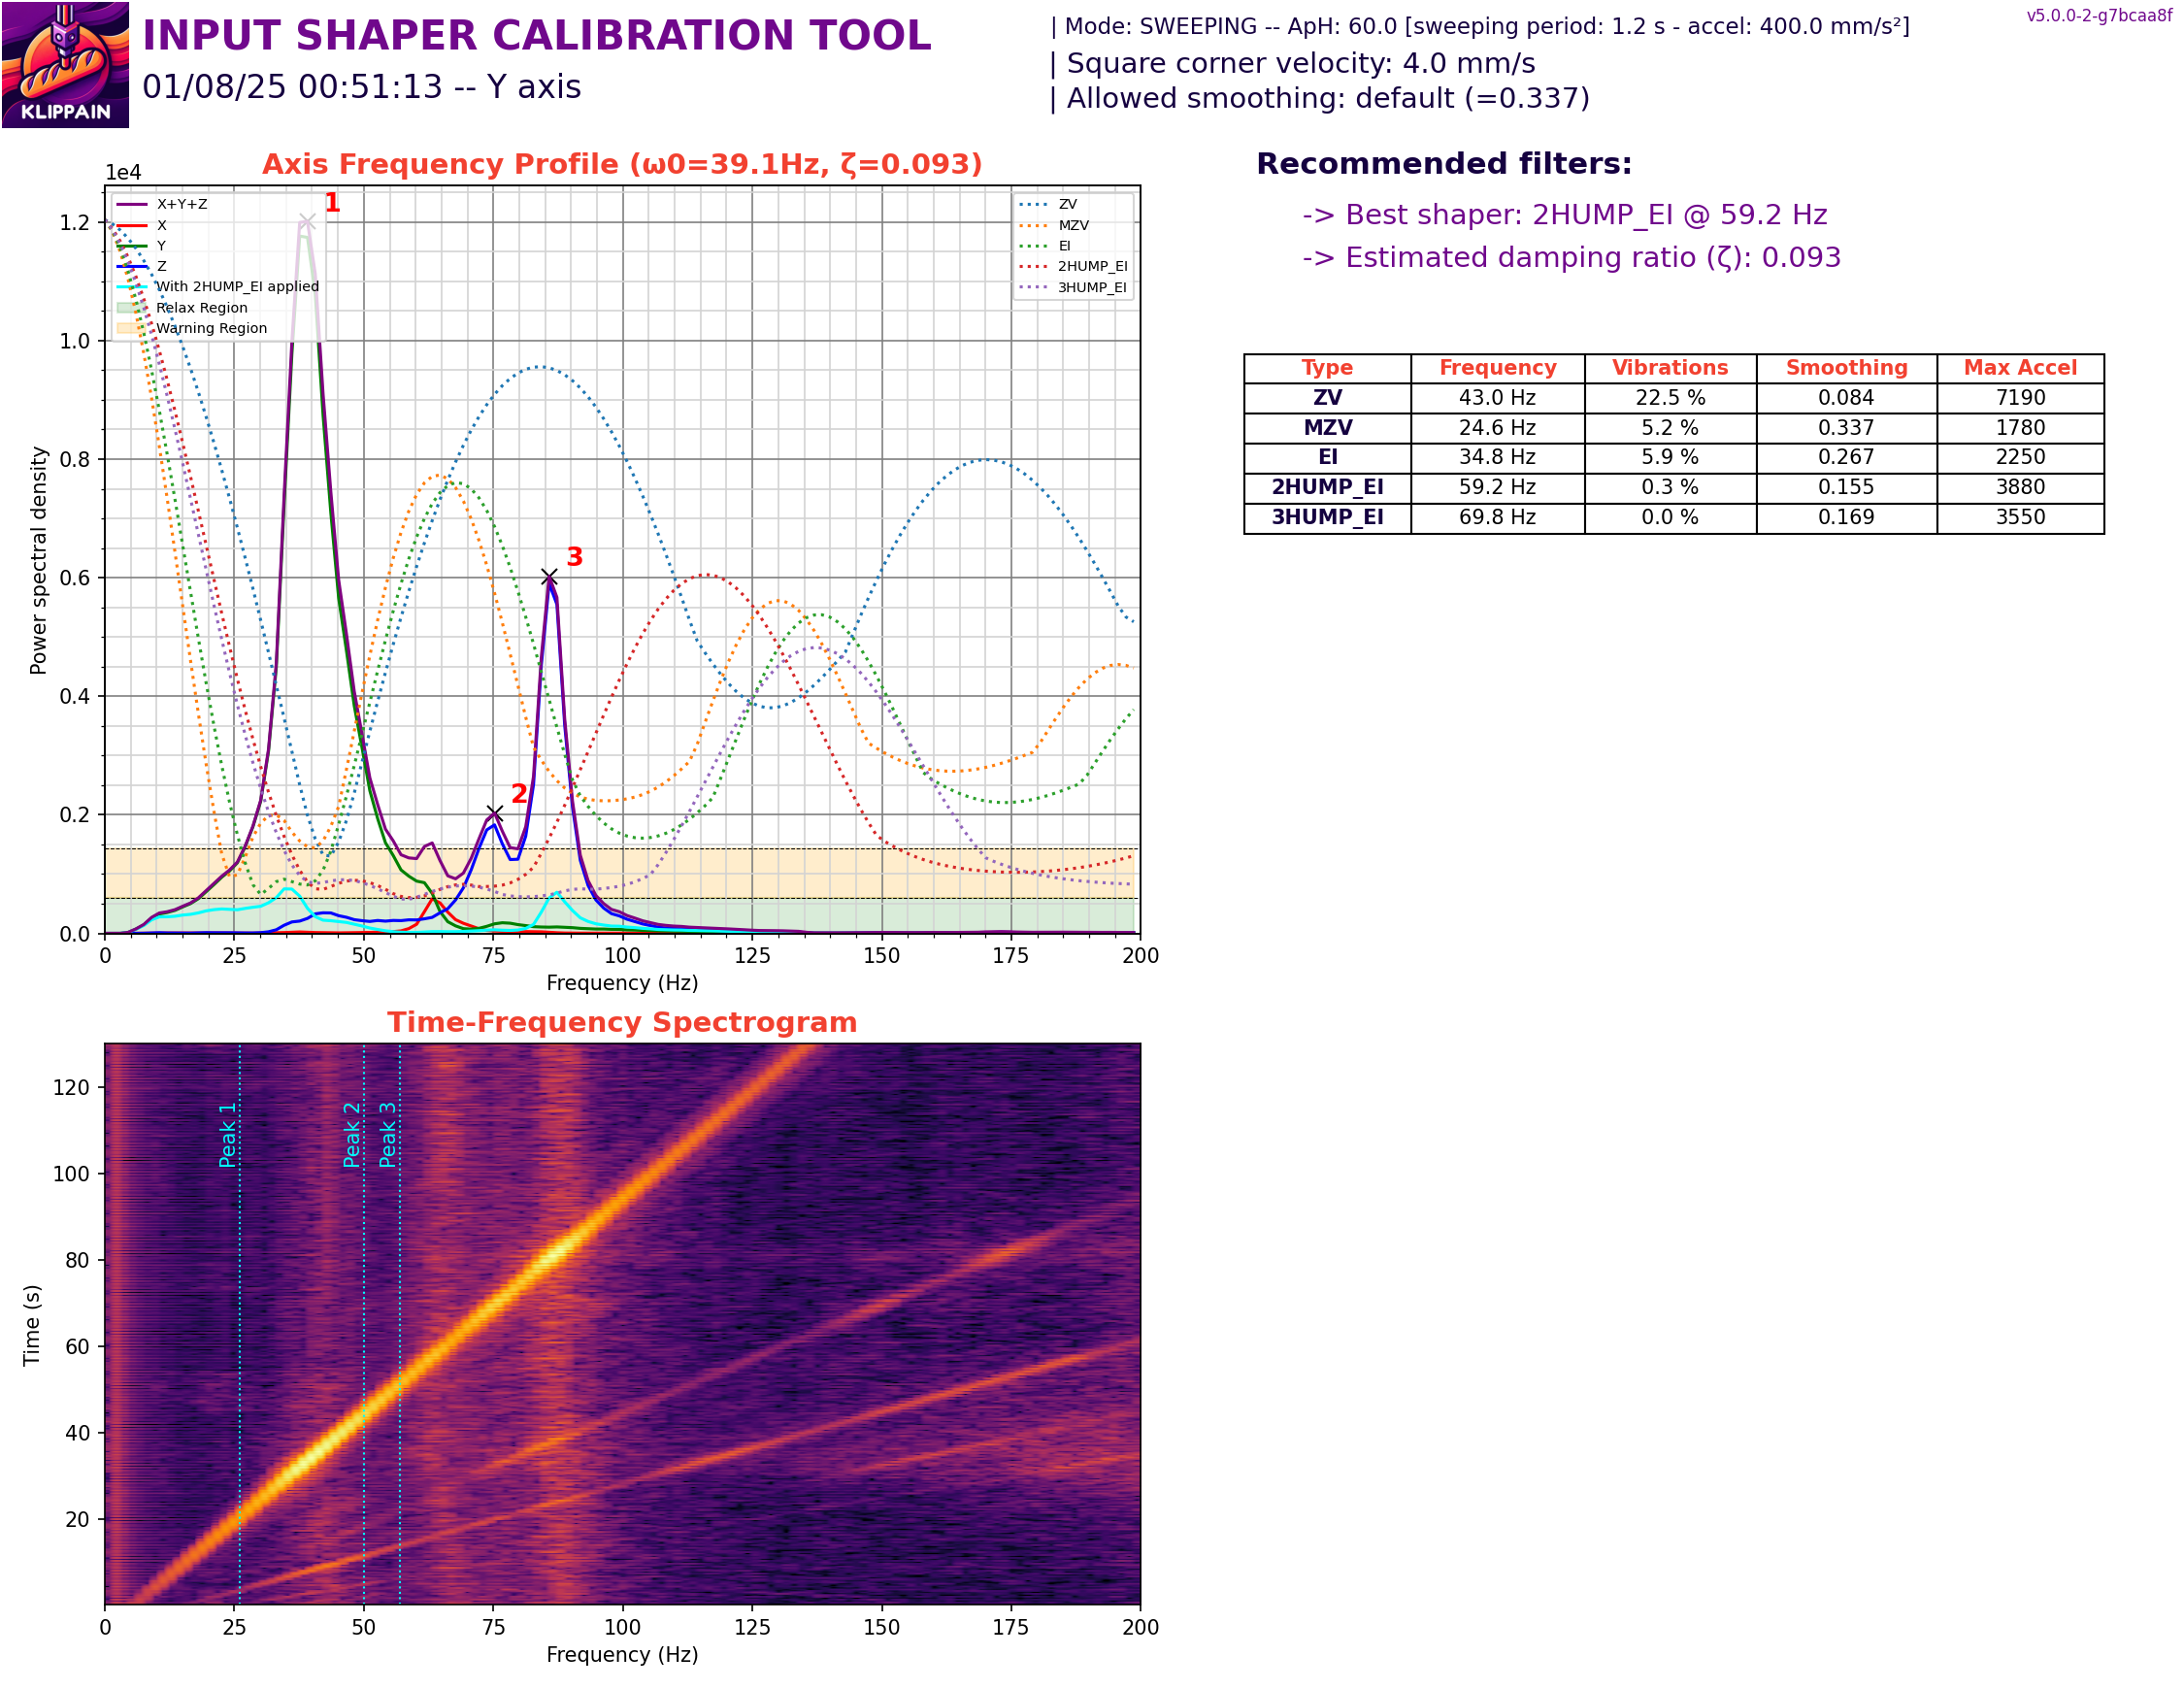 INPUT SHAPER CALIBRATION TOOL
01/08/25 00:51:13 -- Y axis
KLIPPAIN
| Mode: SWEEPING -- ApH: 60.0 [sweeping period: 1.2 s - accel: 400.0 mm/s²]
| Square corner velocity: 4.0 mm/s
| Allowed smoothing: default (=0.337)
v5.0.0-2-g7bcaa8f
Axis Frequency Profile (ω0=39.1Hz, ζ=0.093)
1e4
X+Y+Z
X
Y
Z
With 2HUMP_EI applied
Relax Region
Warning Region
ZV
MZV
EI
2HUMP_EI
3HUMP_EI
1
2
3
Power spectral density
1.2
1.0
0.8
0.6
0.4
0.2
0.0
0 25 50 75 100 125 150 175 200
Frequency (Hz)
Recommended filters:
-> Best shaper: 2HUMP_EI @ 59.2 Hz
-> Estimated damping ratio (ζ): 0.093
Type Frequency Vibrations Smoothing Max Accel
ZV 43.0 Hz 22.5 % 0.084 7190
MZV 24.6 Hz 5.2 % 0.337 1780
EI 34.8 Hz 5.9 % 0.267 2250
2HUMP_EI 59.2 Hz 0.3 % 0.155 3880
3HUMP_EI 69.8 Hz 0.0 % 0.169 3550
Time-Frequency Spectrogram
Peak 1
Peak 2
Peak 3
Time (s)
120
100
80
60
40
20
0 25 50 75 100 125 150 175 200
Frequency (Hz)